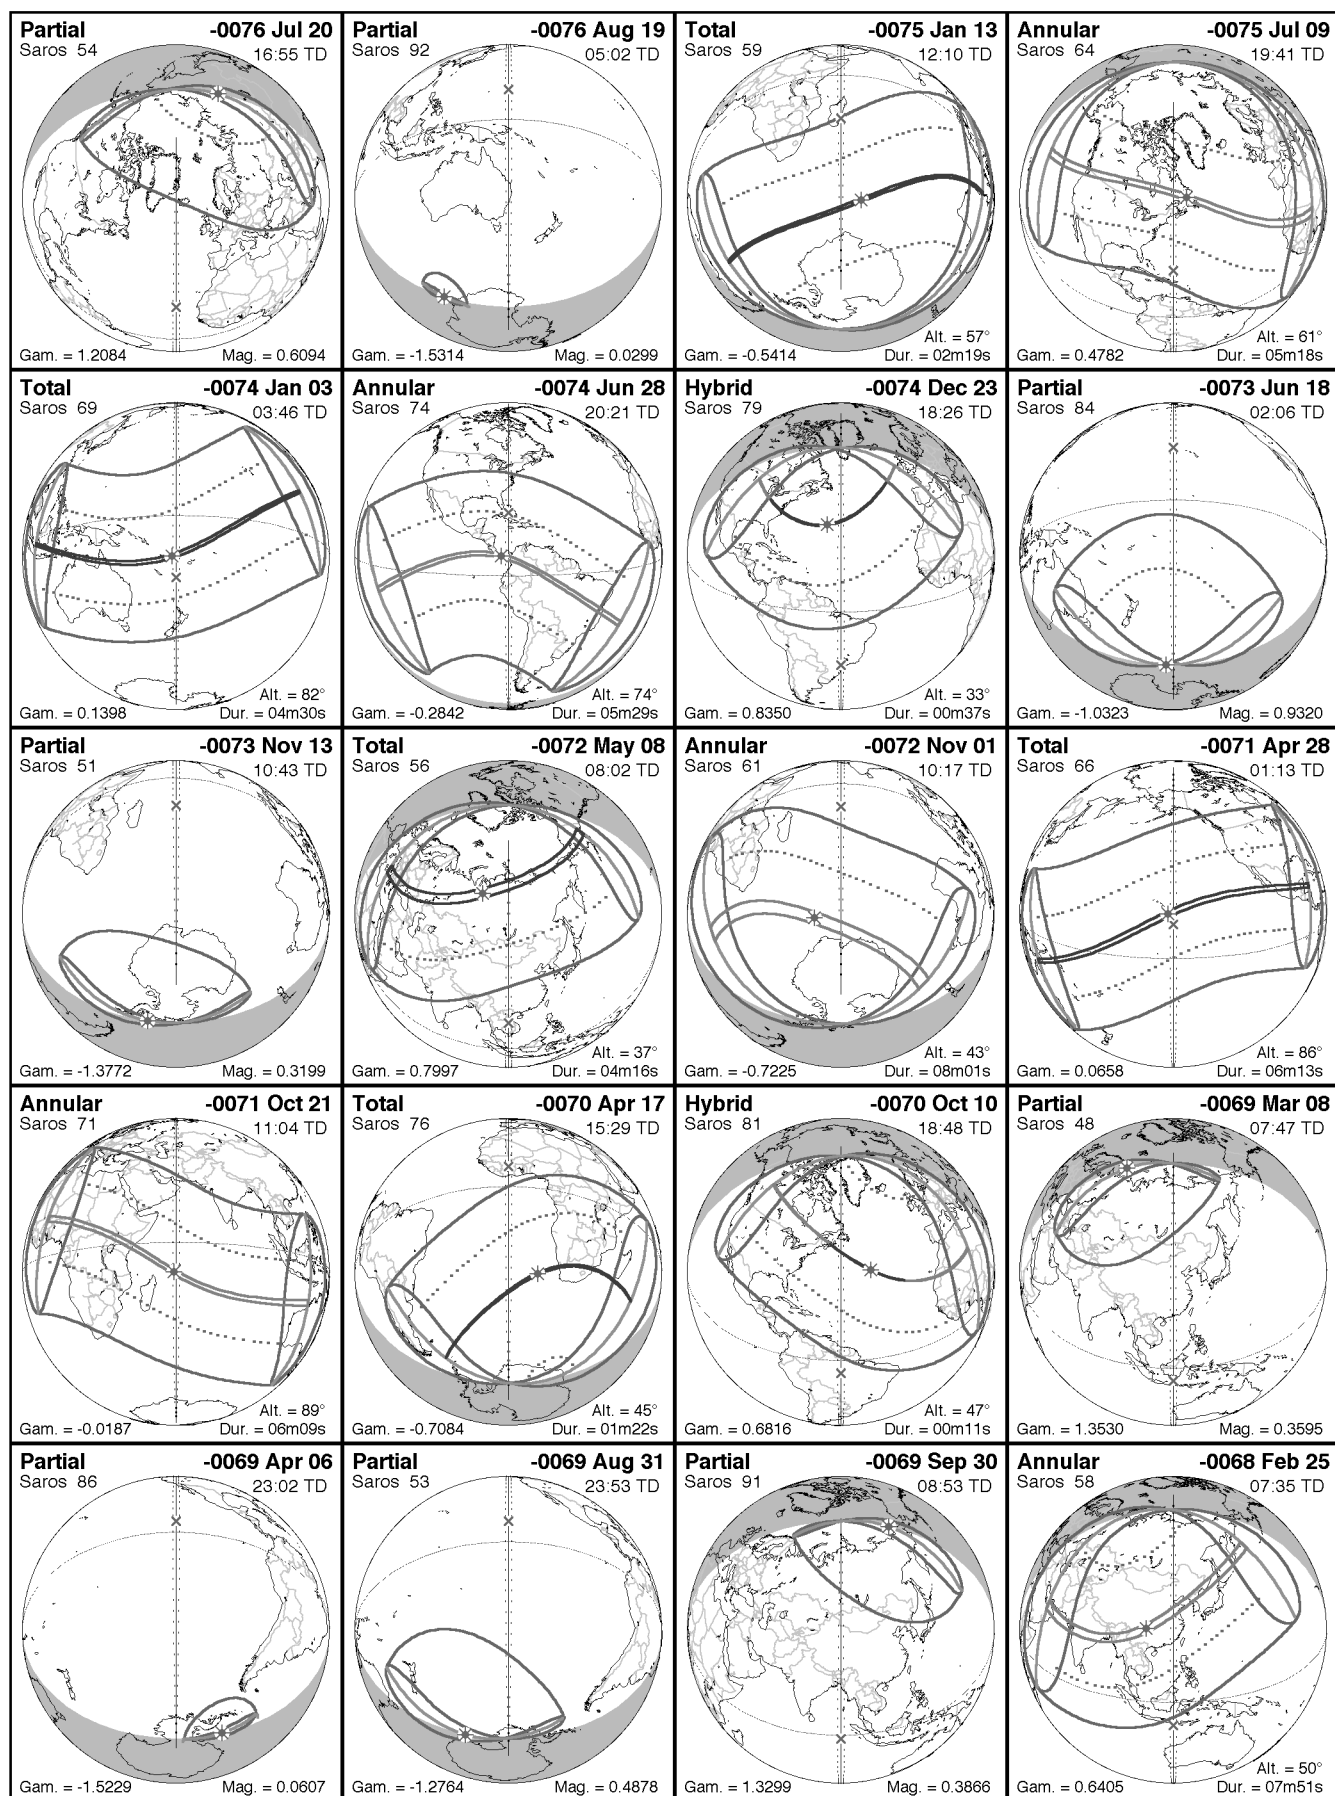 Partial -0076 Jul 20
Saros 54 16:55 TD
Gam. = 1.2084 Mag. = 0.6094
Partial -0076 Aug 19
Saros 92 05:02 TD
Gam. = -1.5314 Mag. = 0.0299
Total -0075 Jan 13
Saros 59 12:10 TD
Alt. = 57°
Gam. = -0.5414 Dur. = 02m19s
Annular -0075 Jul 09
Saros 64 19:41 TD
Alt. = 61°
Gam. = 0.4782 Dur. = 05m18s
Total -0074 Jan 03
Saros 69 03:46 TD
Alt. = 82°
Gam. = 0.1398 Dur. = 04m30s
Annular -0074 Jun 28
Saros 74 20:21 TD
Alt. = 74°
Gam. = -0.2842 Dur. = 05m29s
Hybrid -0074 Dec 23
Saros 79 18:26 TD
Alt. = 33°
Gam. = 0.8350 Dur. = 00m37s
Partial -0073 Jun 18
Saros 84 02:06 TD
Gam. = -1.0323 Mag. = 0.9320
Partial -0073 Nov 13
Saros 51 10:43 TD
Gam. = -1.3772 Mag. = 0.3199
Total -0072 May 08
Saros 56 08:02 TD
Alt. = 37°
Gam. = 0.7997 Dur. = 04m16s
Annular -0072 Nov 01
Saros 61 10:17 TD
Alt. = 43°
Gam. = -0.7225 Dur. = 08m01s
Total -0071 Apr 28
Saros 66 01:13 TD
Alt. = 86°
Gam. = 0.0658 Dur. = 06m13s
Annular -0071 Oct 21
Saros 71 11:04 TD
Alt. = 89°
Gam. = -0.0187 Dur. = 06m09s
Total -0070 Apr 17
Saros 76 15:29 TD
Alt. = 45°
Gam. = -0.7084 Dur. = 01m22s
Hybrid -0070 Oct 10
Saros 81 18:48 TD
Alt. = 47°
Gam. = 0.6816 Dur. = 00m11s
Partial -0069 Mar 08
Saros 48 07:47 TD
Gam. = 1.3530 Mag. = 0.3595
Partial -0069 Apr 06
Saros 86 23:02 TD
Gam. = -1.5229 Mag. = 0.0607
Partial -0069 Aug 31
Saros 53 23:53 TD
Gam. = -1.2764 Mag. = 0.4878
Partial -0069 Sep 30
Saros 91 08:53 TD
Gam. = 1.3299 Mag. = 0.3866
Annular -0068 Feb 25
Saros 58 07:35 TD
Alt. = 50°
Gam. = 0.6405 Dur. = 07m51s